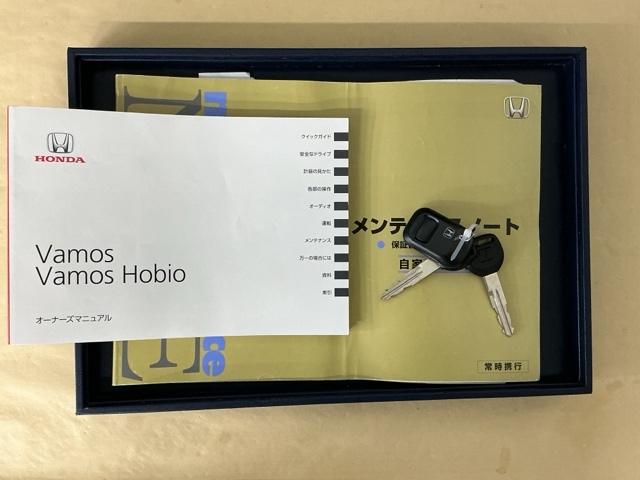 HONDA
Vamos
Vamos Hobio
オーナーズマニュアル
クイックガイド
安全なドライブ
計器の見かた
各部の操作
オーディオ
運転
メンテナンス
万一の場合には
資料
索引
メンテ
ノート
保証
自家
常時携行